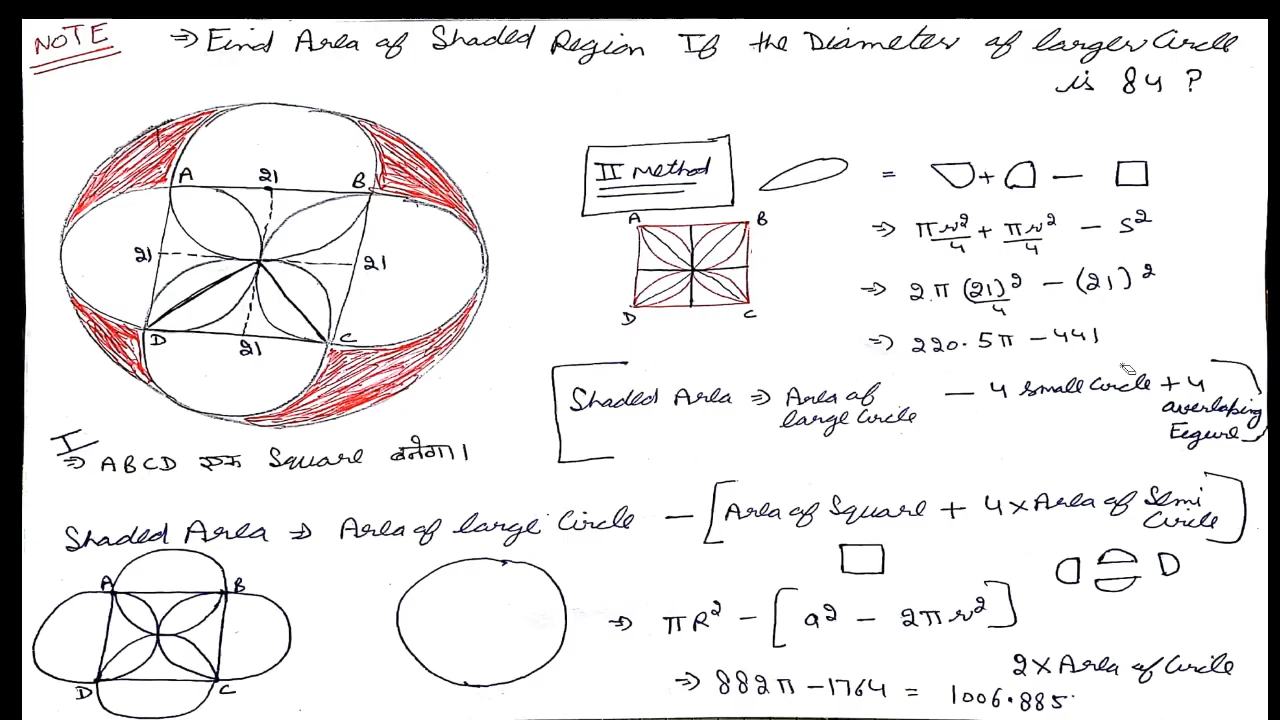 NOTE ⇒ Find Area of Shaded Region If the Diameter of larger Circle
is 84 ?
A 21 B
21 21
D 21 C
II method
= + −
A B
D C
⇒ πr²/4 + πr²/4 − S²
⇒ 2π (21)²/4 − (21)²
⇒ 220.5π − 441
Shaded Area ⇒ Area of large Circle − 4 small Circle + 4 overlaping Figure
I
⇒ ABCD एक Square बनेगा।
Shaded Area ⇒ Area of large Circle − [Area of Square + 4 × Area of Semi Circle]
A B
D C
⇒ πR² − [a² − 2πr²]
2 × Area of Circle
⇒ 882π − 1764 = 1006.885